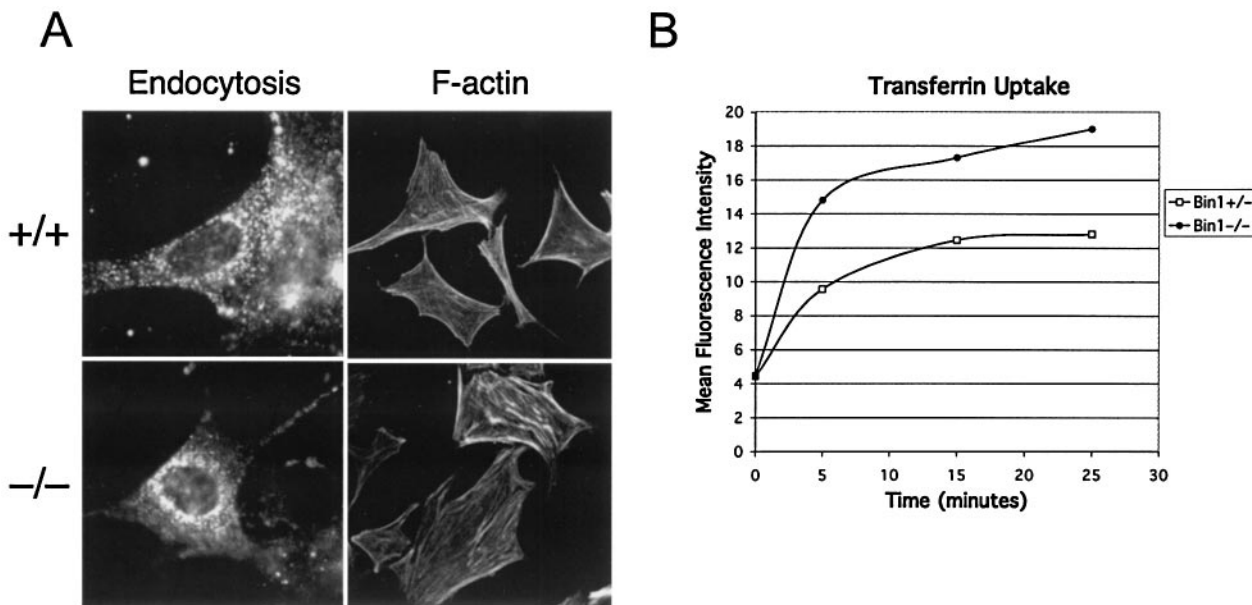 A
Endocytosis F-actin
+/+
−/−
B
Transferrin Uptake
Mean Fluorescence Intensity
20
18
16
14
12
10
8
6
4
2
0
0 5 10 15 20 25 30
Time (minutes)
Bin1+/−
Bin1−/−